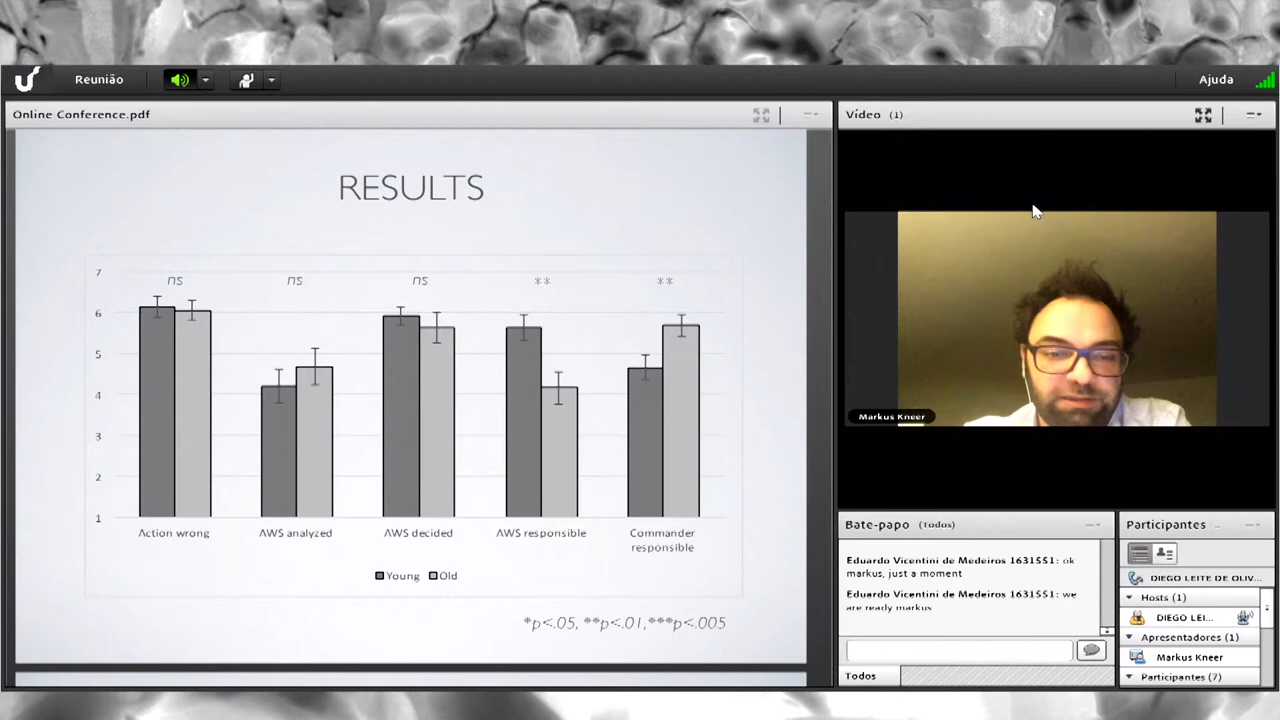 Reunião
Ajuda
Online Conference.pdf
Vídeo (1)
RESULTS
7
6
5
4
3
2
1
ns
ns
ns
**
**
Action wrong
AWS analyzed
AWS decided
AWS responsible
Commander
responsible
Young
Old
*p<.05, **p<.01,***p<.005
Markus Kneer
Bate-papo (Todos)
Eduardo Vicentini de Medeiros 1631551: ok
markus, just a moment
Eduardo Vicentini de Medeiros 1631551: we
are ready markus
Todos
Participantes ..
DIEGO LEITE DE OLIV...
Hosts (1)
DIEGO LEI...
Apresentadores (1)
Markus Kneer
Participantes (7)